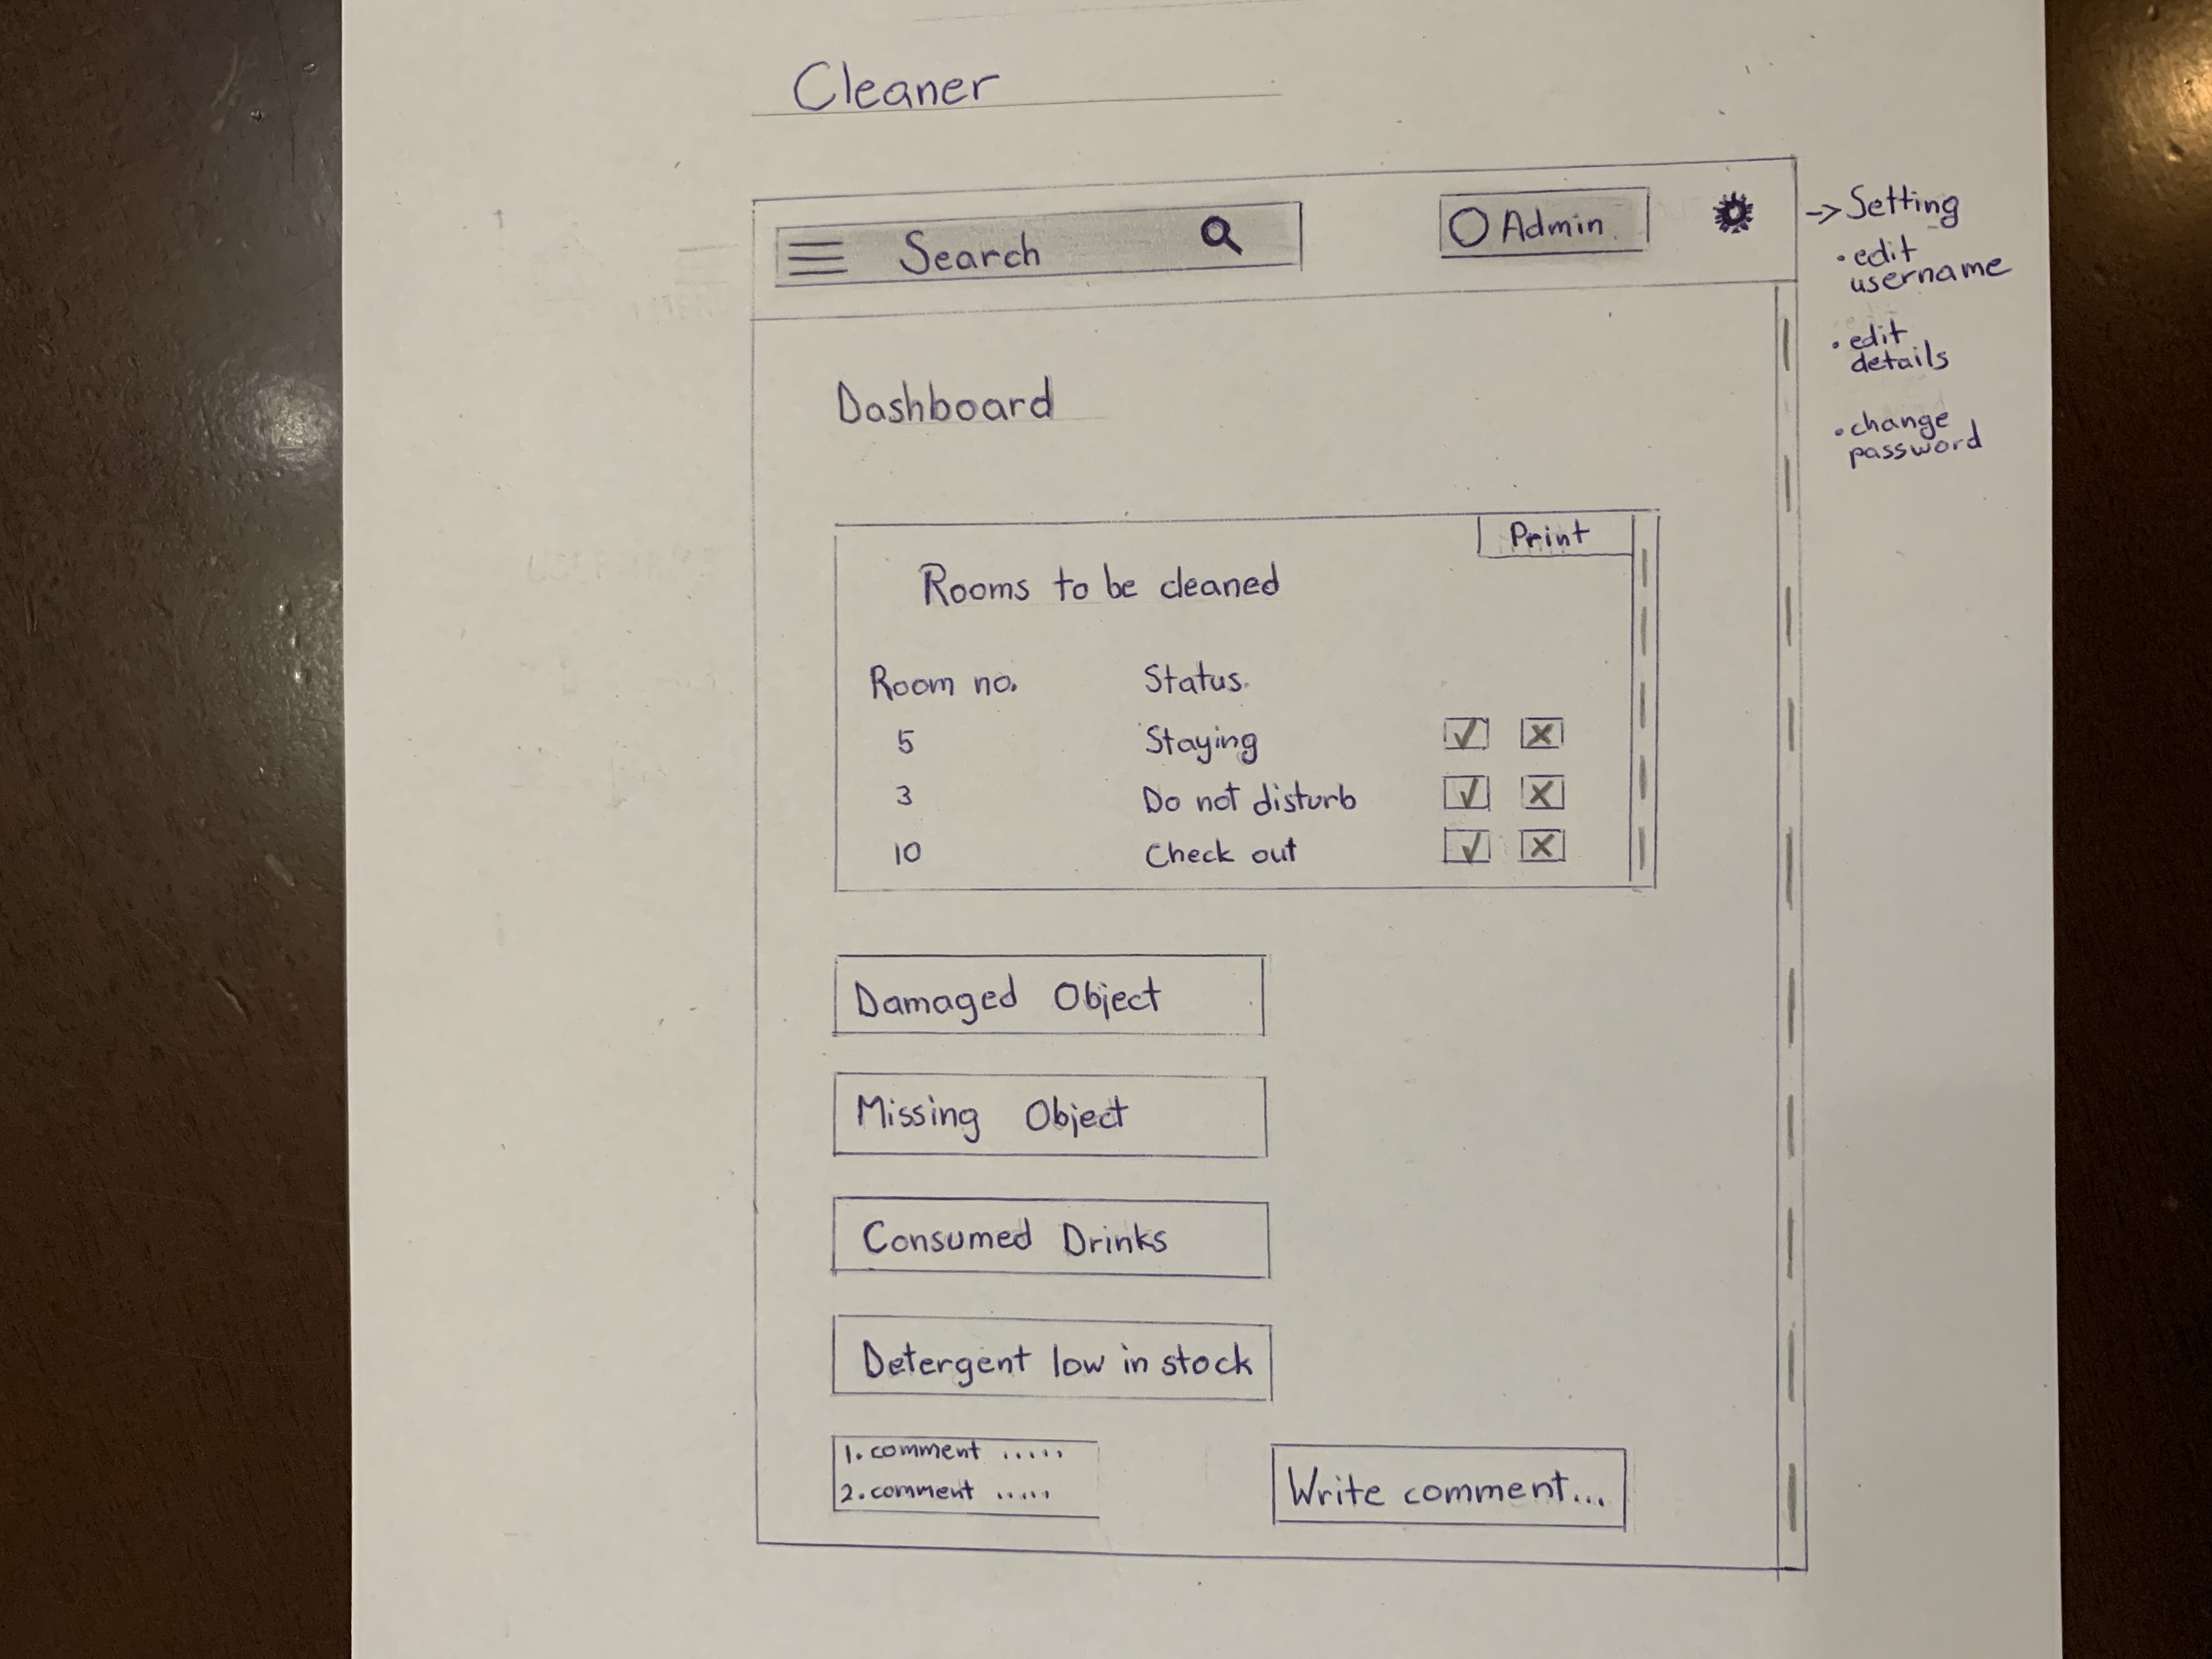 Cleaner
Search
Admin
-> Setting
• edit
username
• edit
details
• change
password
Dashboard
Print
Rooms to be cleaned
Room no. Status
5 Staying
3 Do not disturb
10 Check out
Damaged Object
Missing Object
Consumed Drinks
Detergent low in stock
1. comment .....
2. comment .....
Write comment...